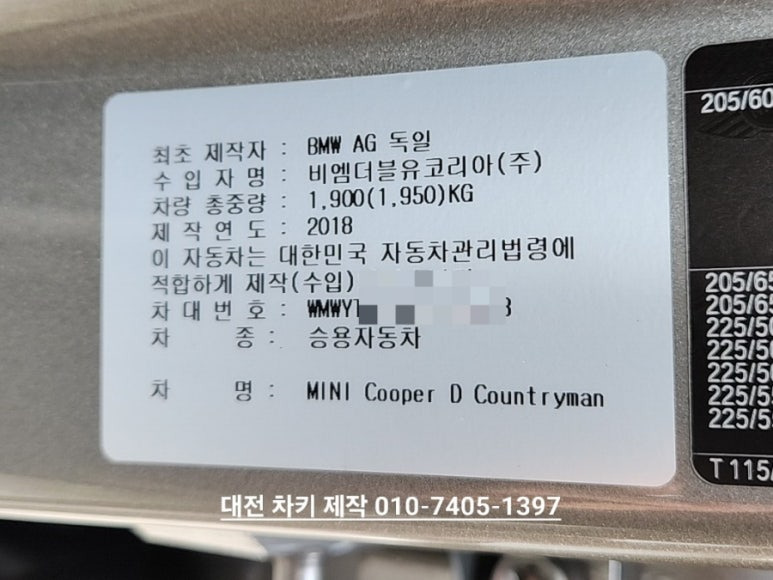 최초 제작자 : BMW AG 독일
수 입 자 명 : 비엠더블유코리아(주)
차량 총중량 : 1,900(1,950)KG
제 작 연 도 : 2018
이 자동차는 대한민국 자동차관리법령에
적합하게 제작(수입)
차 대 번 호 :
차 종 : 승용자동차
차 명 : MINI Cooper D Countryman
205/60
205/65
205/65
225/50
225/50
225/50
225/55
225/55
T 115/
대전 차키 제작 010-7405-1397